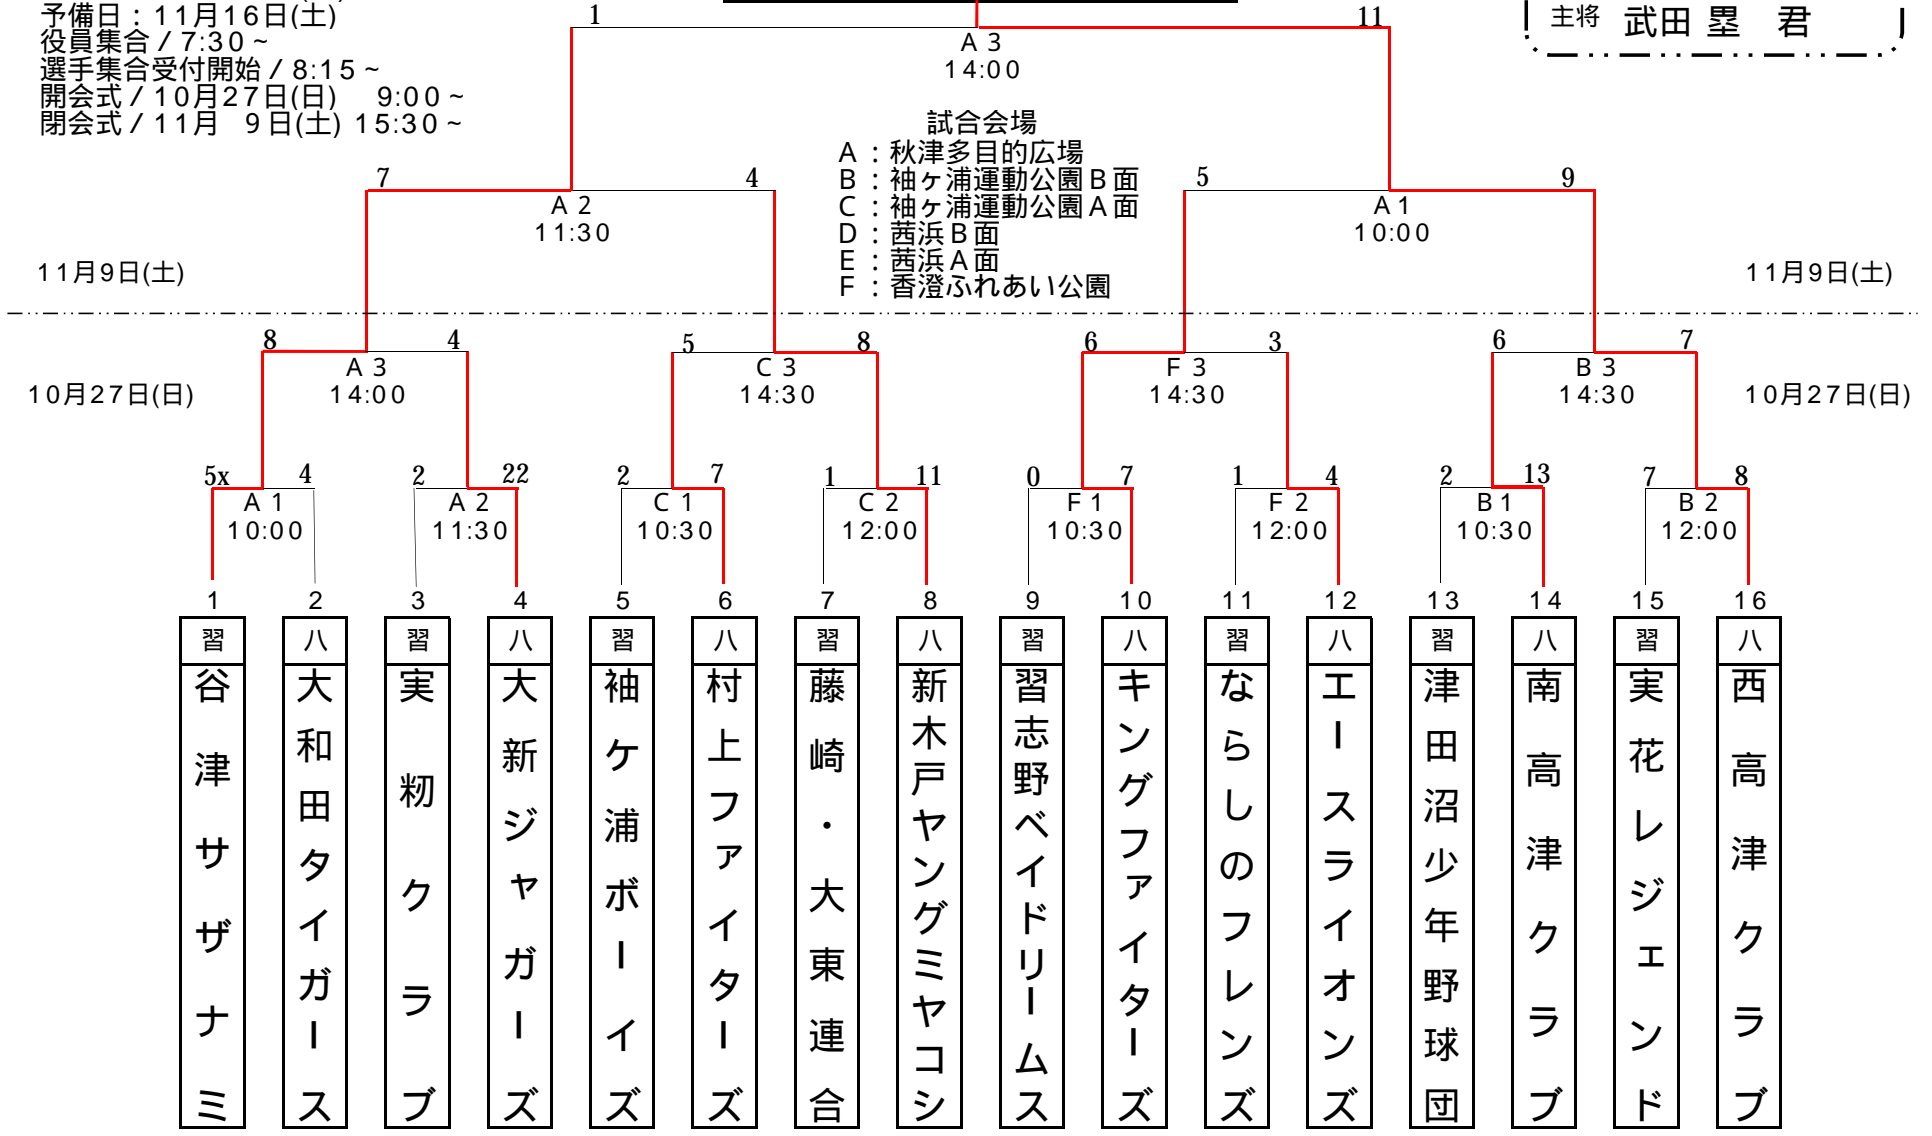 予備日：11月16日(土)
役員集合 / 7:30 ~
選手集合受付開始 / 8:15 ~
開会式 / 10月27日(日)　9:00 ~
閉会式 / 11月　9日(土) 15:30 ~
主将　武田 塁　君
1　11
A 3
14:00
試合会場
A ：秋津多目的広場
B ：袖ヶ浦運動公園B面
C ：袖ヶ浦運動公園A面
D ：茜浜B面
E ：茜浜A面
F ：香澄ふれあい公園
7　4　5　9
A 2　A 1
11:30　10:00
11月9日(土)　11月9日(土)
8　4　5　8　6　3　6　7
A 3　C 3　F 3　B 3
14:00　14:30　14:30　14:30
10月27日(日)　10月27日(日)
5x　4　2　22　2　7　1　11　0　7　1　4　2　13　7　8
A 1　A 2　C 1　C 2　F 1　F 2　B 1　B 2
10:00　11:30　10:30　12:00　10:30　12:00　10:30　12:00
1　2　3　4　5　6　7　8　9　10　11　12　13　14　15　16
習　八　習　八　習　八　習　八　習　八　習　八　習　八　習　八
谷津サザナミ
大和田タイガース
実籾クラブ
大新ジャガーズ
袖ケ浦ボーイズ
村上ファイターズ
藤崎・大東連合
新木戸ヤングミヤコシ
習志野ベイドリームス
キングファイターズ
ならしのフレンズ
エースライオンズ
津田沼少年野球団
南高津クラブ
実花レジェンド
西高津クラブ